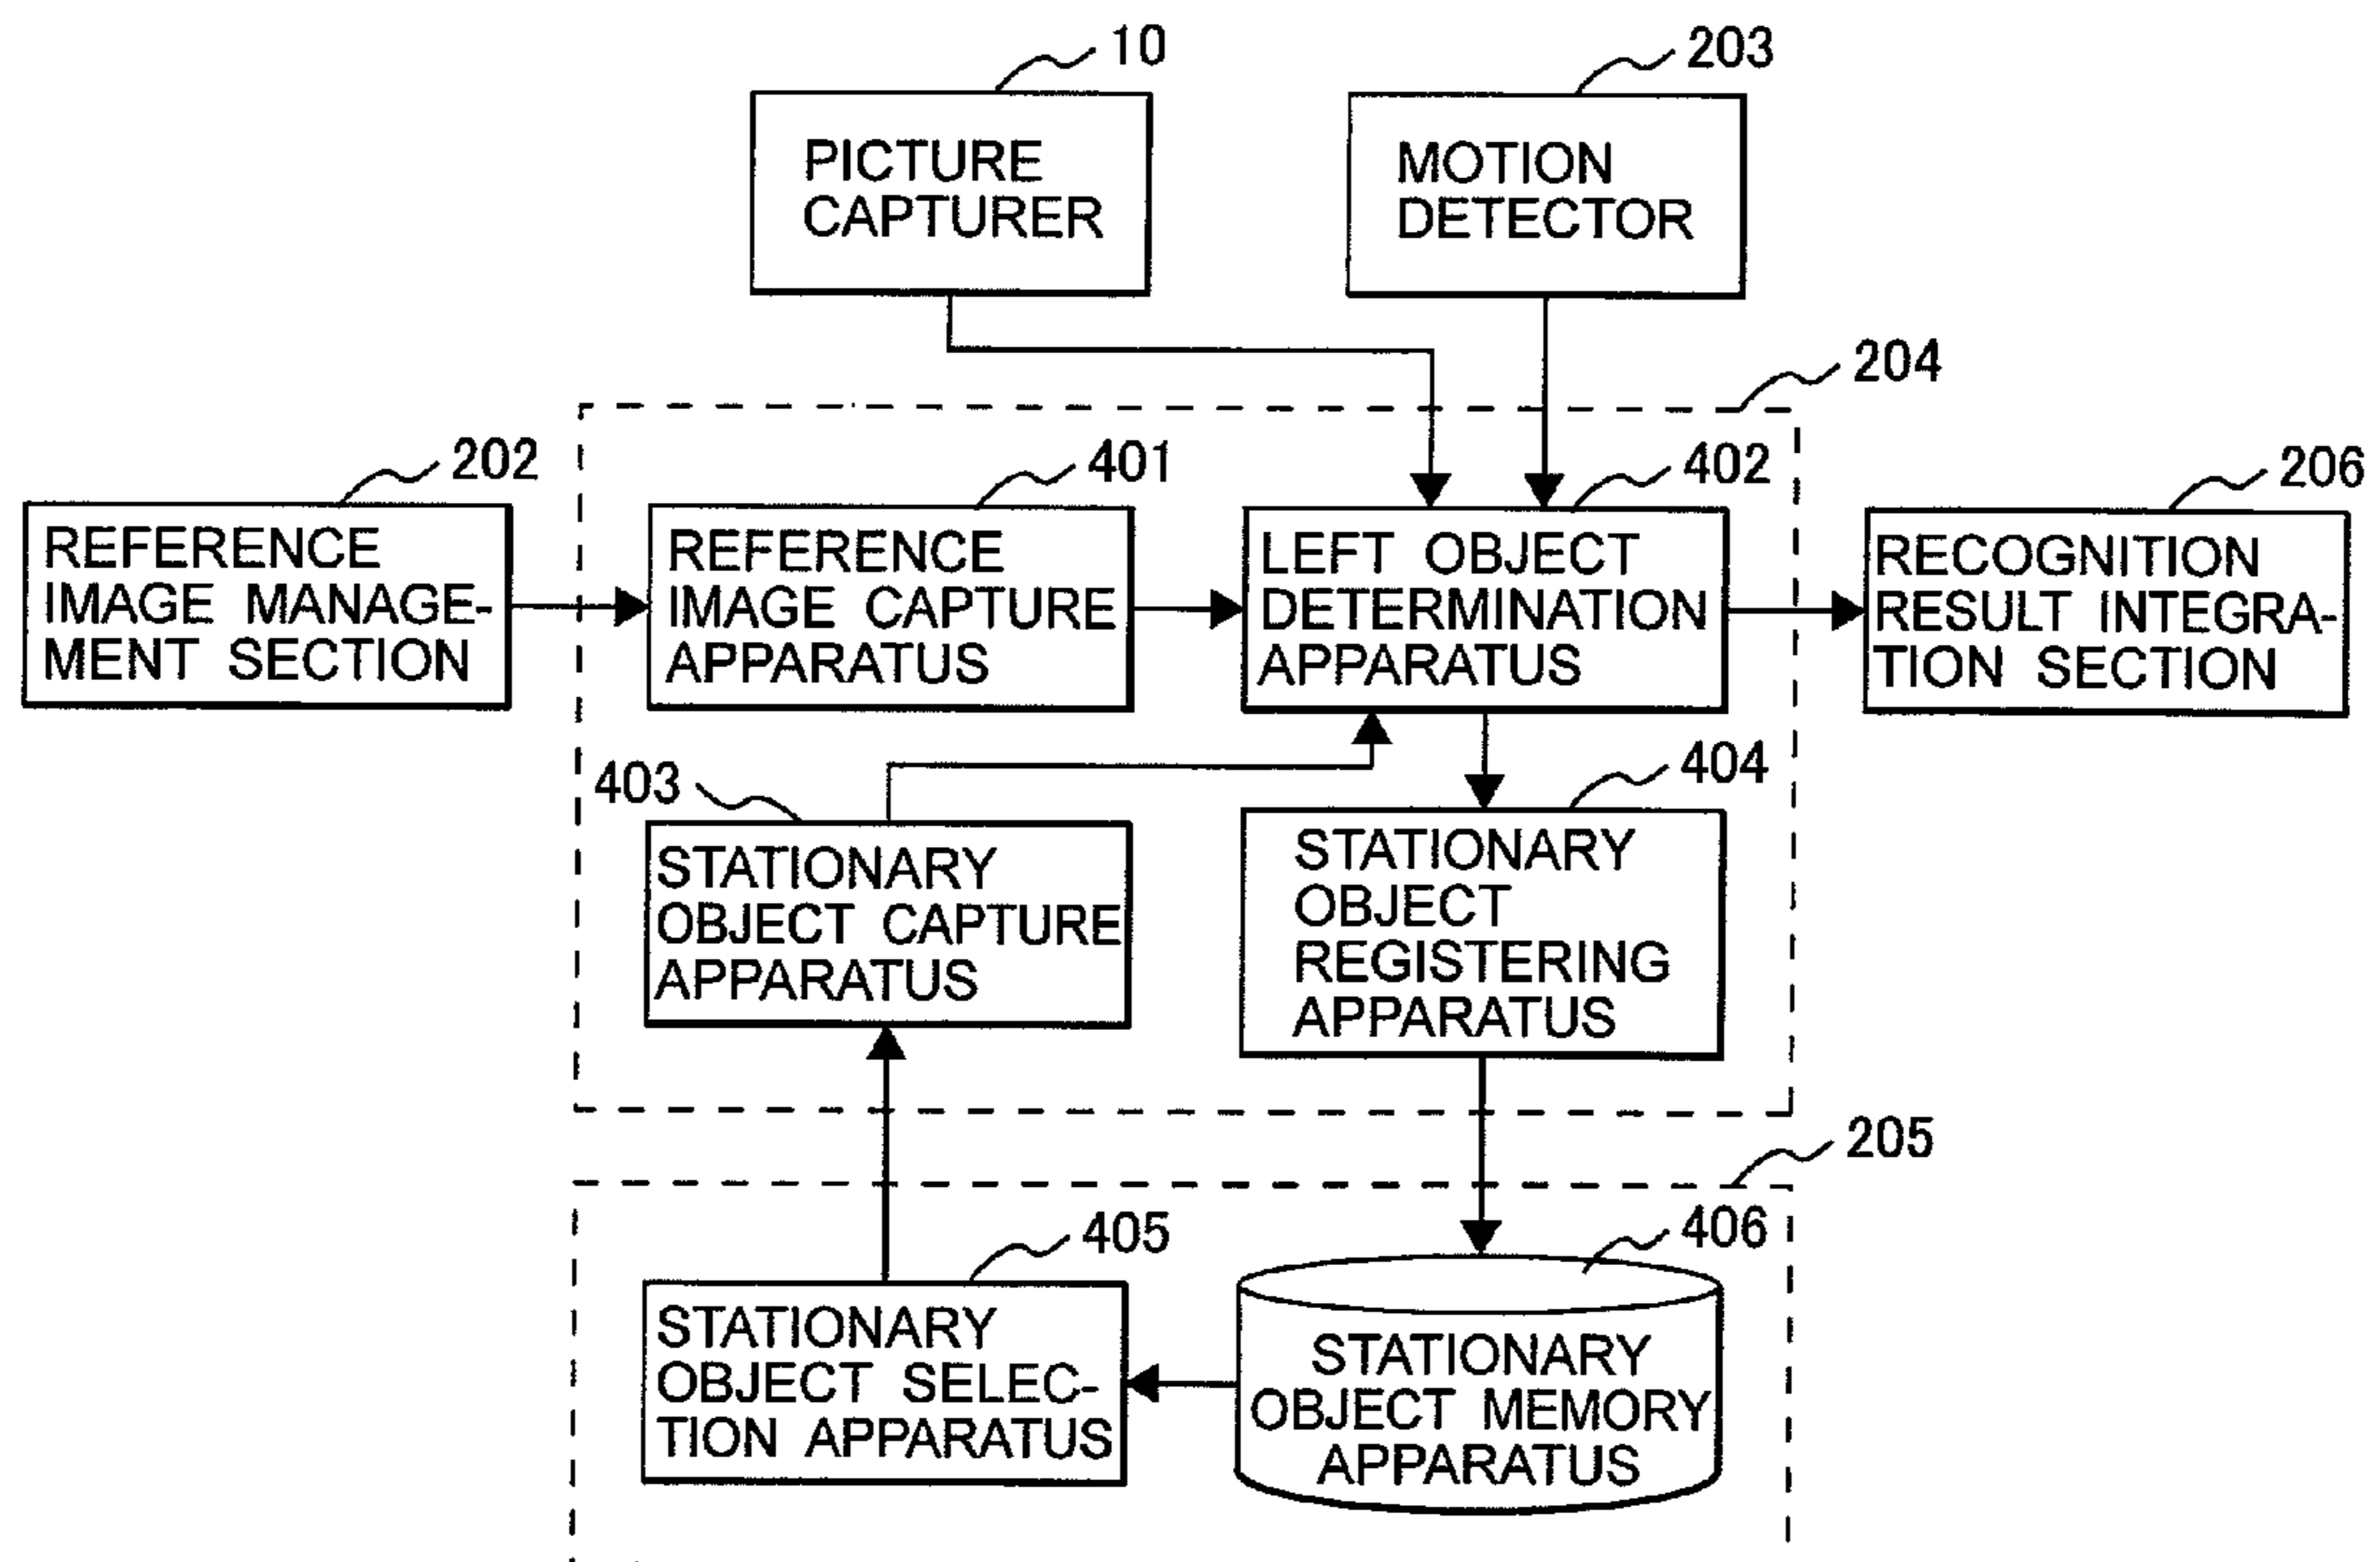 10
203
PICTURE
CAPTURER
MOTION
DETECTOR
204
202
401
402
206
REFERENCE
IMAGE MANAGE-
MENT SECTION
REFERENCE
IMAGE CAPTURE
APPARATUS
LEFT OBJECT
DETERMINATION
APPARATUS
RECOGNITION
RESULT INTEGRA-
TION SECTION
403
404
STATIONARY
OBJECT CAPTURE
APPARATUS
STATIONARY
OBJECT
REGISTERING
APPARATUS
205
405
406
STATIONARY
OBJECT SELEC-
TION APPARATUS
STATIONARY
OBJECT MEMORY
APPARATUS